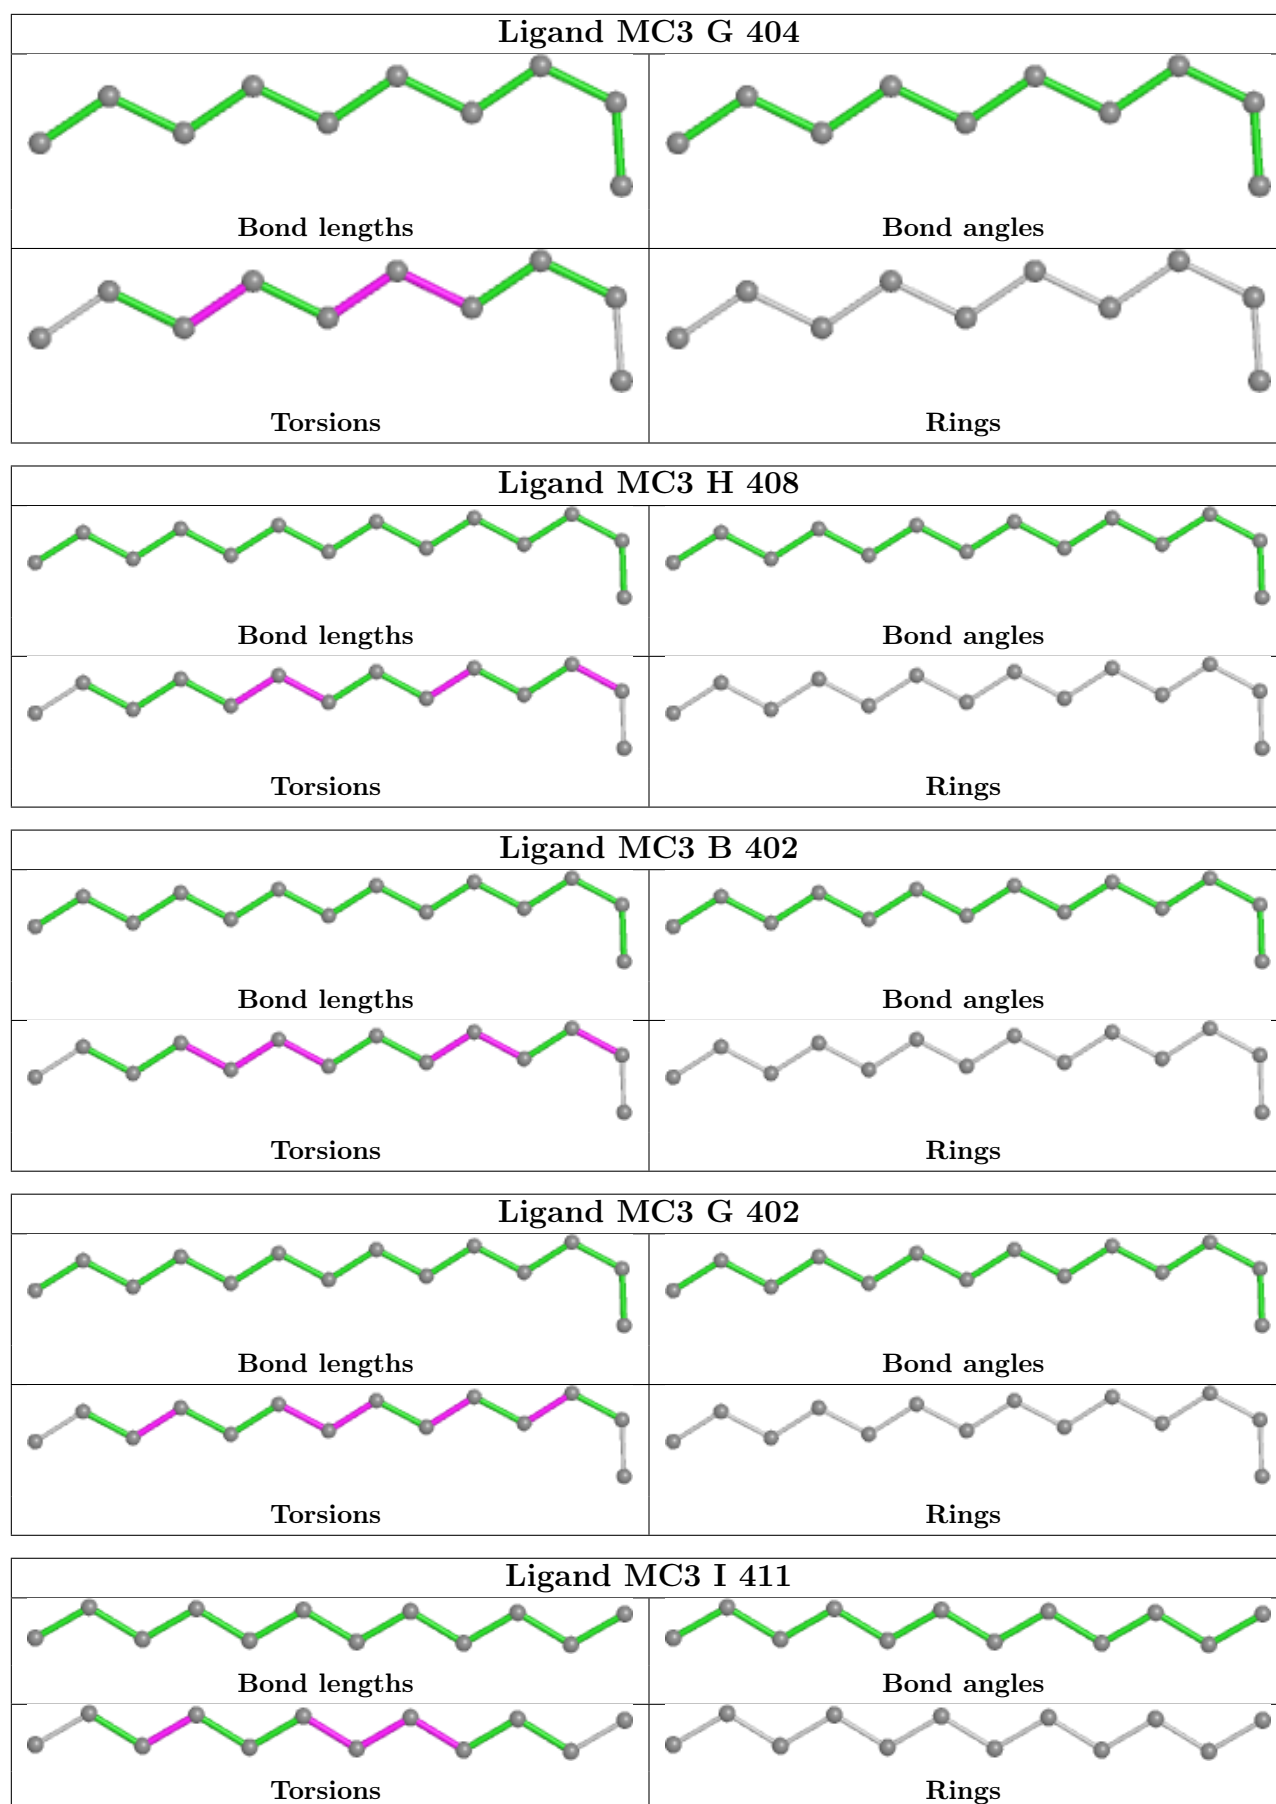 Ligand MC3 G 404
Bond lengths Bond angles
Torsions Rings
Ligand MC3 H 408
Bond lengths Bond angles
Torsions Rings
Ligand MC3 B 402
Bond lengths Bond angles
Torsions Rings
Ligand MC3 G 402
Bond lengths Bond angles
Torsions Rings
Ligand MC3 I 411
Bond lengths Bond angles
Torsions Rings